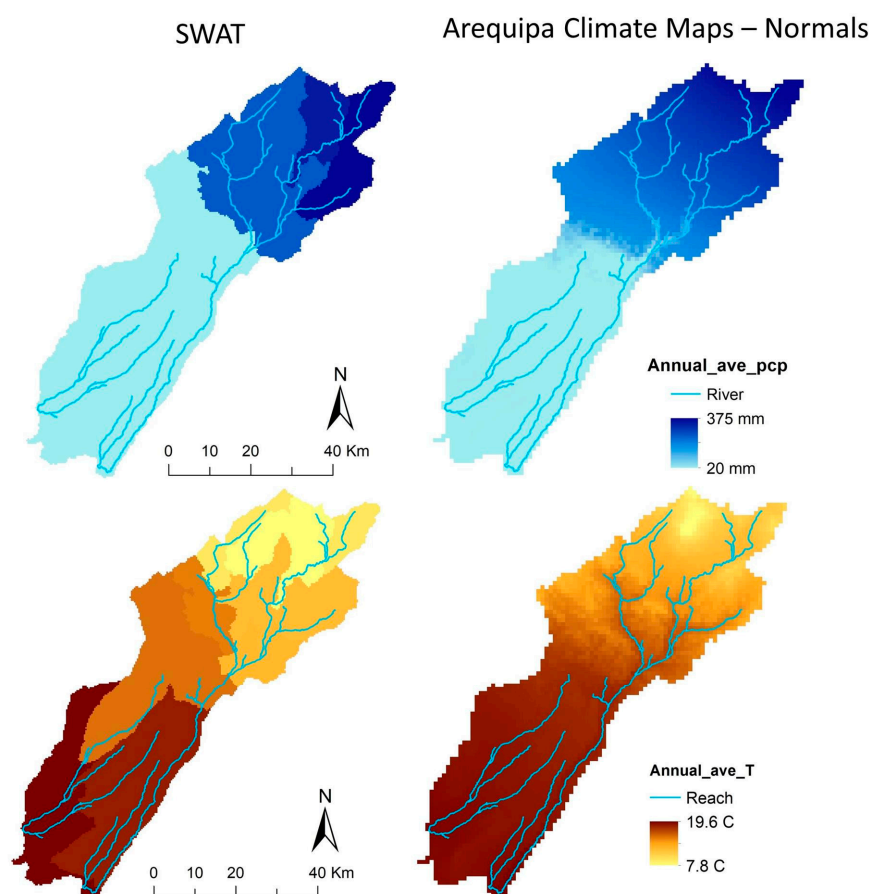 SWAT
Arequipa Climate Maps – Normals
Annual_ave_pcp
River
375 mm
20 mm
N
0 10 20 40 Km
Annual_ave_T
Reach
19.6 C
7.8 C
N
0 10 20 40 Km